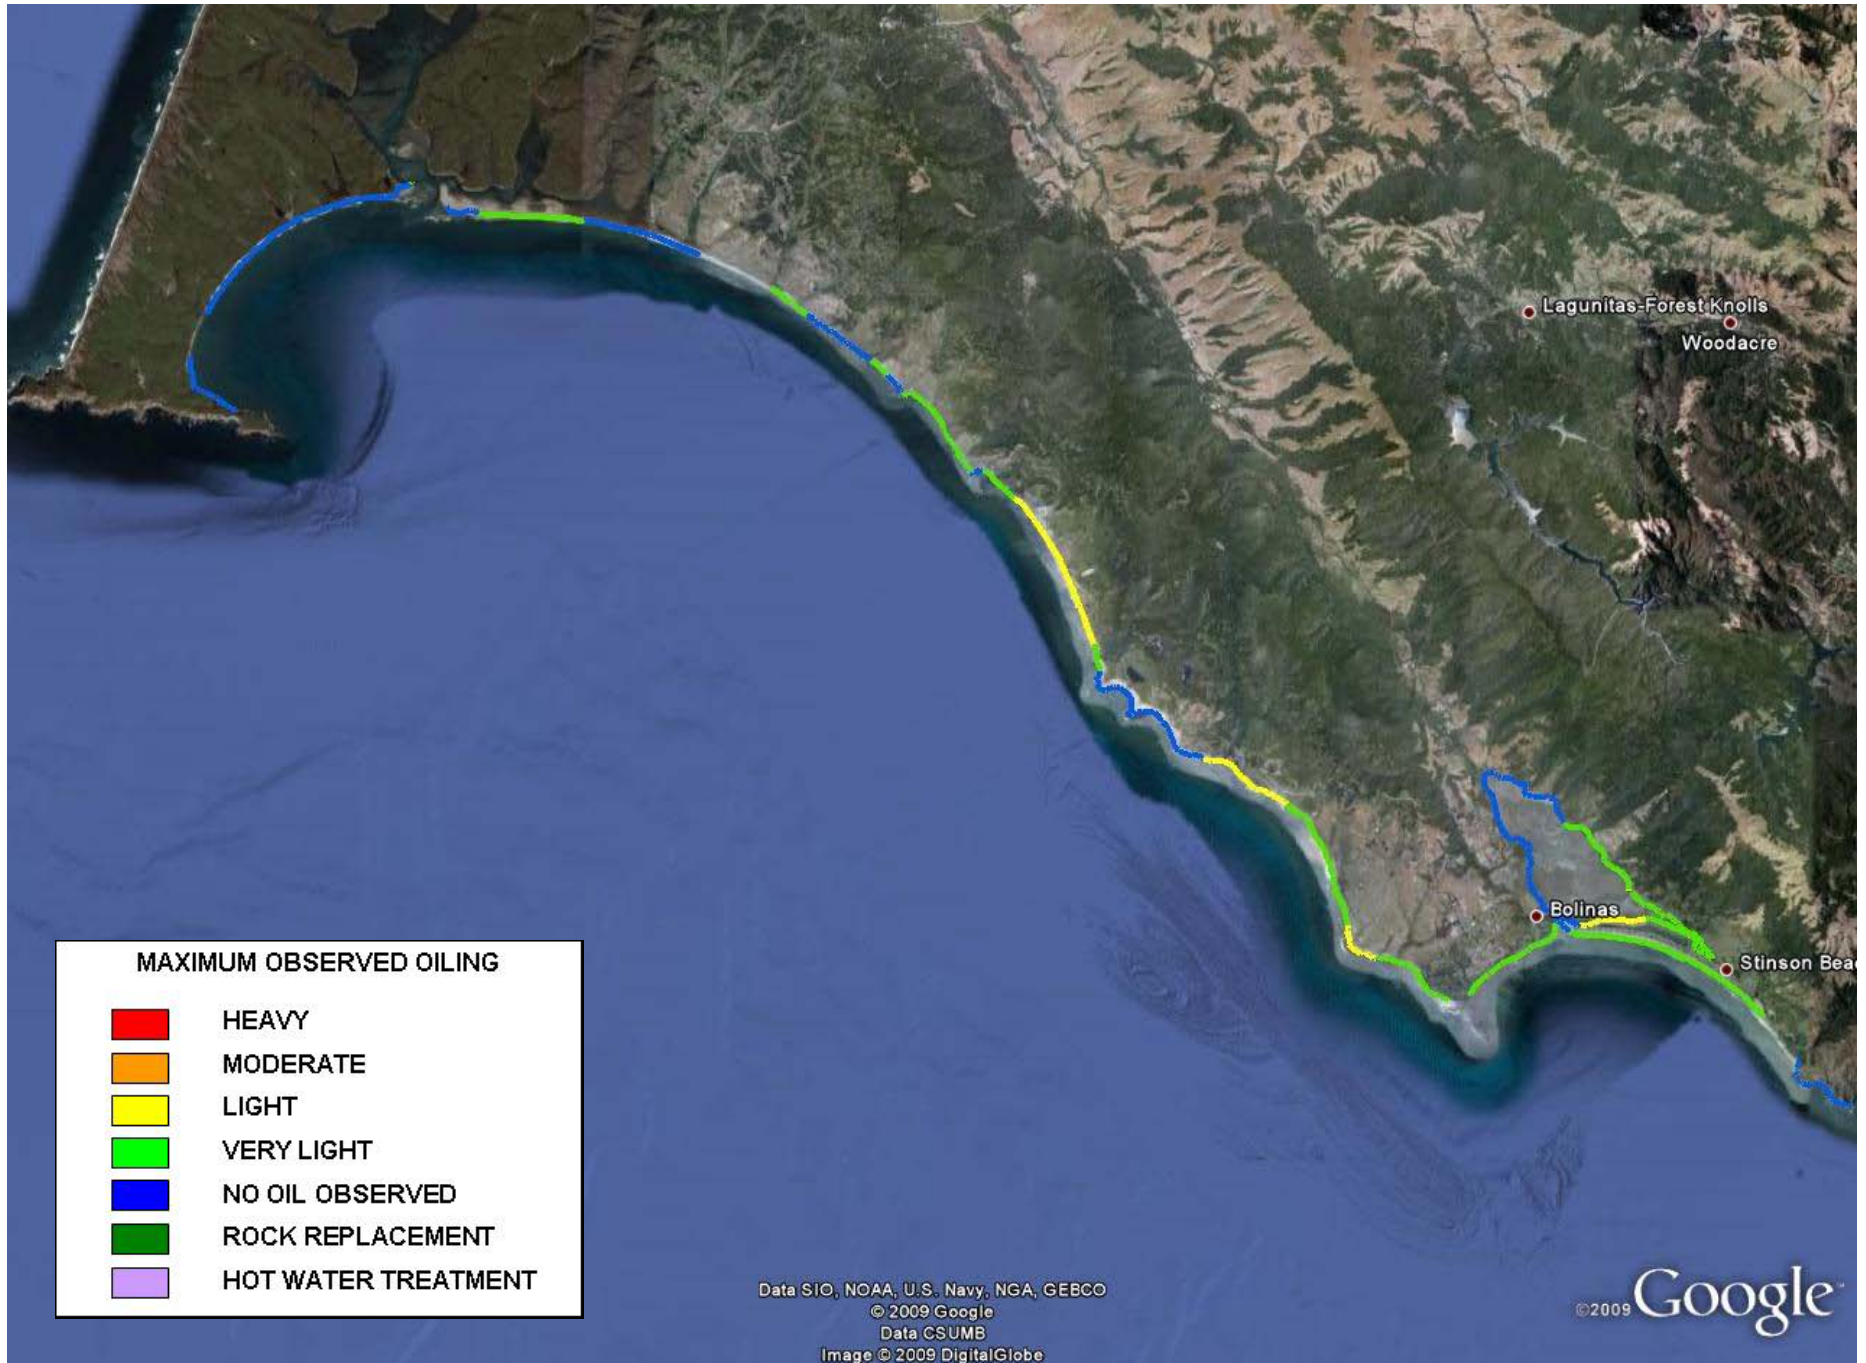 Lagunitas-Forest Knolls
Woodacre
Bolinas
Stinson Bea
MAXIMUM OBSERVED OILING
HEAVY
MODERATE
LIGHT
VERY LIGHT
NO OIL OBSERVED
ROCK REPLACEMENT
HOT WATER TREATMENT
Data SIO, NOAA, U.S. Navy, NGA, GEBCO
© 2009 Google
Data CSUMB
Image © 2009 DigitalGlobe
©2009 Google™